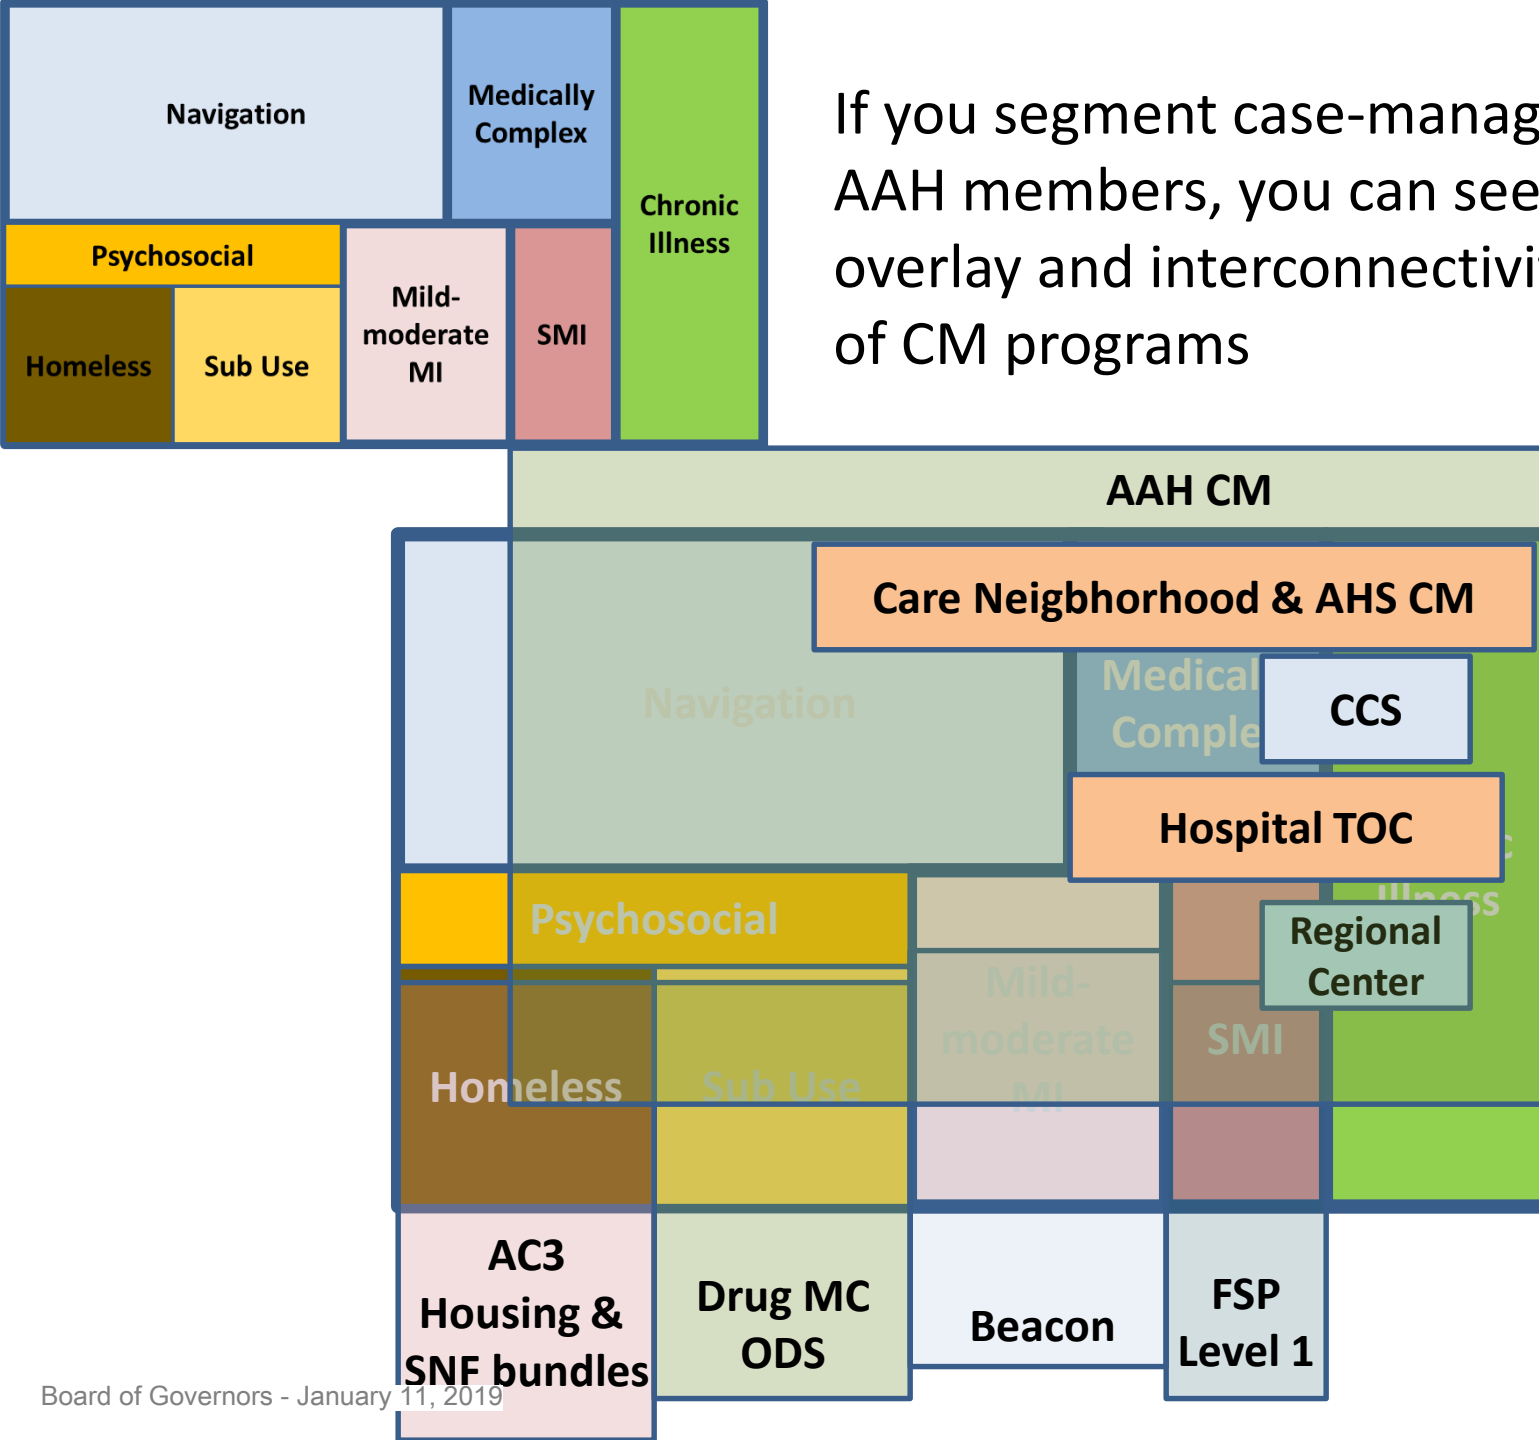 Navigation
Medically
Complex
Chronic
Illness
Psychosocial
Mild-
moderate
MI
SMI
Homeless
Sub Use
If you segment case-manag
AAH members, you can see
overlay and interconnectivi
of CM programs
AAH CM
Care Neigbhorhood & AHS CM
Navigation
Medical
Comple
CCS
Hospital TOC
c
Illness
Psychosocial
Regional
Center
Mild-
moderate
MI
SMI
Homeless
Sub Use
AC3
Housing &
SNF bundles
Drug MC
ODS
Beacon
FSP
Level 1
Board of Governors - January 11, 2019